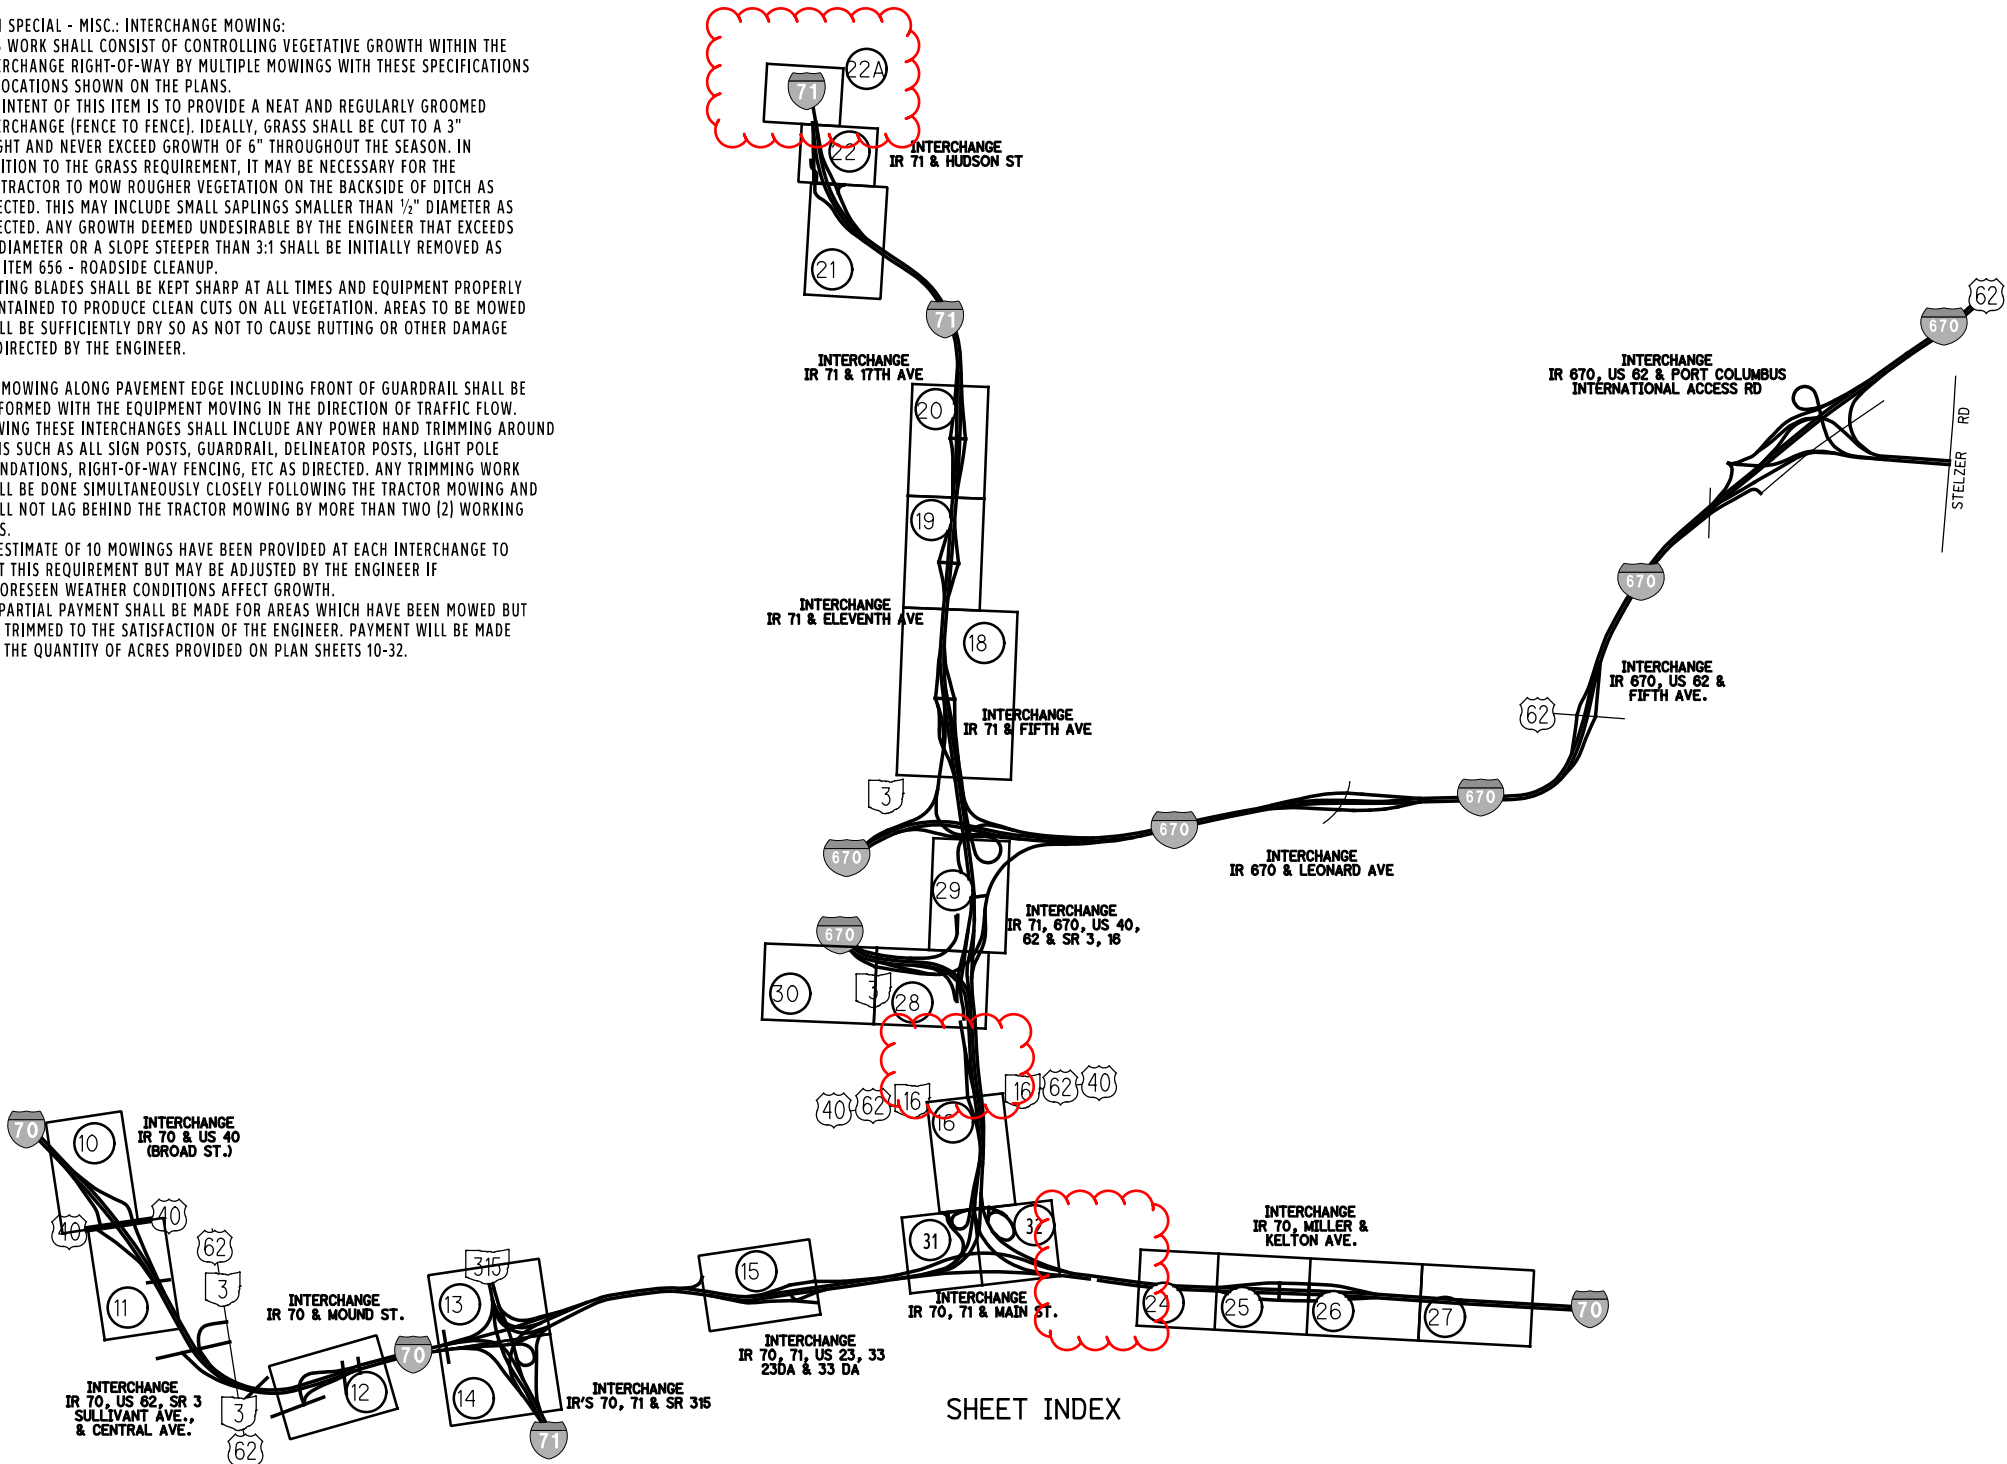 SPECIAL - MISC.: INTERCHANGE MOWING:
WORK SHALL CONSIST OF CONTROLLING VEGETATIVE GROWTH WITHIN THE
ERCHANGE RIGHT-OF-WAY BY MULTIPLE MOWINGS WITH THESE SPECIFICATIONS
OCATIONS SHOWN ON THE PLANS.
INTENT OF THIS ITEM IS TO PROVIDE A NEAT AND REGULARLY GROOMED
ERCHANGE (FENCE TO FENCE). IDEALLY, GRASS SHALL BE CUT TO A 3"
GHT AND NEVER EXCEED GROWTH OF 6" THROUGHOUT THE SEASON. IN
ITION TO THE GRASS REQUIREMENT, IT MAY BE NECESSARY FOR THE
TRACTOR TO MOW ROUGHER VEGETATION ON THE BACKSIDE OF DITCH AS
ECTED. THIS MAY INCLUDE SMALL SAPLINGS SMALLER THAN ½" DIAMETER AS
ECTED. ANY GROWTH DEEMED UNDESIRABLE BY THE ENGINEER THAT EXCEEDS
DIAMETER OR A SLOPE STEEPER THAN 3:1 SHALL BE INITIALLY REMOVED AS
ITEM 656 - ROADSIDE CLEANUP.
TING BLADES SHALL BE KEPT SHARP AT ALL TIMES AND EQUIPMENT PROPERLY
NTAINED TO PRODUCE CLEAN CUTS ON ALL VEGETATION. AREAS TO BE MOWED
LL BE SUFFICIENTLY DRY SO AS NOT TO CAUSE RUTTING OR OTHER DAMAGE
DIRECTED BY THE ENGINEER.
MOWING ALONG PAVEMENT EDGE INCLUDING FRONT OF GUARDRAIL SHALL BE
FORMED WITH THE EQUIPMENT MOVING IN THE DIRECTION OF TRAFFIC FLOW.
WING THESE INTERCHANGES SHALL INCLUDE ANY POWER HAND TRIMMING AROUND
MS SUCH AS ALL SIGN POSTS, GUARDRAIL, DELINEATOR POSTS, LIGHT POLE
NDATIONS, RIGHT-OF-WAY FENCING, ETC AS DIRECTED. ANY TRIMMING WORK
LL BE DONE SIMULTANEOUSLY CLOSELY FOLLOWING THE TRACTOR MOWING AND
LL NOT LAG BEHIND THE TRACTOR MOWING BY MORE THAN TWO (2) WORKING
S.
ESTIMATE OF 10 MOWINGS HAVE BEEN PROVIDED AT EACH INTERCHANGE TO
T THIS REQUIREMENT BUT MAY BE ADJUSTED BY THE ENGINEER IF
ORESEEN WEATHER CONDITIONS AFFECT GROWTH.
PARTIAL PAYMENT SHALL BE MADE FOR AREAS WHICH HAVE BEEN MOWED BUT
TRIMMED TO THE SATISFACTION OF THE ENGINEER. PAYMENT WILL BE MADE
THE QUANTITY OF ACRES PROVIDED ON PLAN SHEETS 10-32.
22A
71
22
INTERCHANGE
IR 71 & HUDSON ST
21
71
62
670
INTERCHANGE
IR 71 & 17TH AVE
INTERCHANGE
IR 670, US 62 & PORT COLUMBUS
INTERNATIONAL ACCESS RD
STELZER RD
20
19
670
INTERCHANGE
IR 71 & ELEVENTH AVE
18
INTERCHANGE
IR 670, US 62 &
FIFTH AVE.
62
INTERCHANGE
IR 71 & FIFTH AVE
3
670
670
670
INTERCHANGE
IR 670 & LEONARD AVE
29
INTERCHANGE
IR 71, 670, US 40,
62 & SR 3, 16
670
30
3
28
40
62
16
16
62
40
16
70
10
INTERCHANGE
IR 70 & US 40
(BROAD ST.)
40
40
62
3
11
31
32
INTERCHANGE
IR 70, MILLER &
KELTON AVE.
315
15
13
INTERCHANGE
IR 70 & MOUND ST.
INTERCHANGE
IR 70, 71 & MAIN ST.
24
25
26
27
70
70
INTERCHANGE
IR 70, 71, US 23, 33
23DA & 33 DA
12
14
INTERCHANGE
IR 70, US 62, SR 3
SULLIVANT AVE.,
& CENTRAL AVE.
3
62
INTERCHANGE
IR'S 70, 71 & SR 315
71
SHEET INDEX